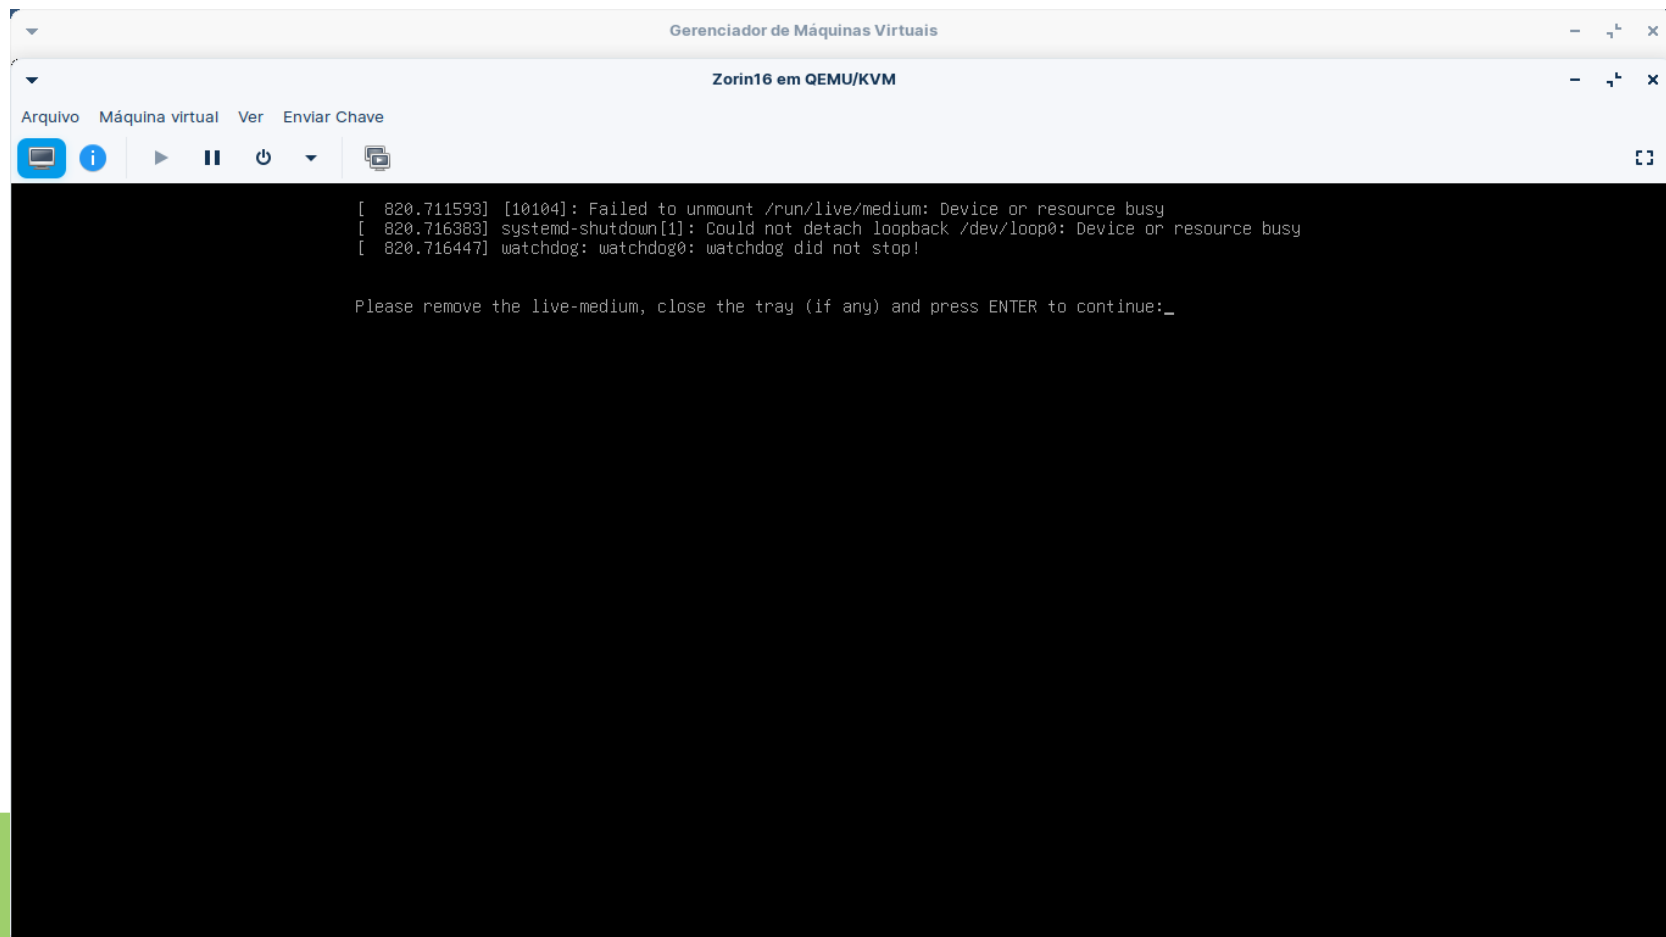 Gerenciador de Máquinas Virtuais
Zorin16 em QEMU/KVM
Arquivo Máquina virtual Ver Enviar Chave
[  820.711593] [10104]: Failed to unmount /run/live/medium: Device or resource busy
[  820.716383] systemd-shutdown[1]: Could not detach loopback /dev/loop0: Device or resource busy
[  820.716447] watchdog: watchdog0: watchdog did not stop!
Please remove the live-medium, close the tray (if any) and press ENTER to continue:_